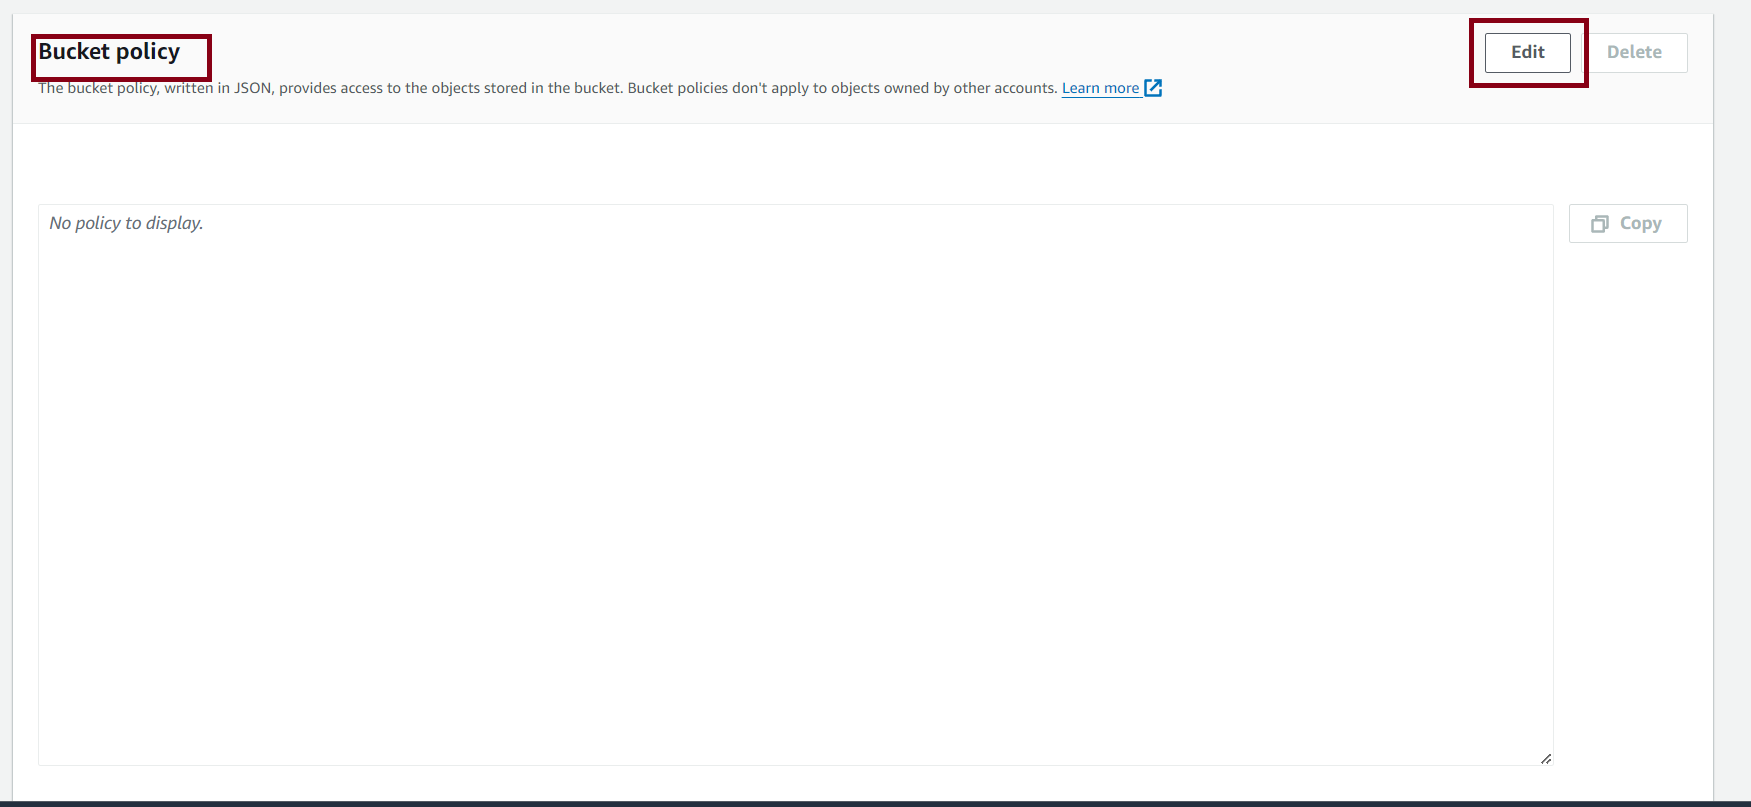 Bucket policy
Edit
Delete
The bucket policy, written in JSON, provides access to the objects stored in the bucket. Bucket policies don't apply to objects owned by other accounts. Learn more
No policy to display.
Copy